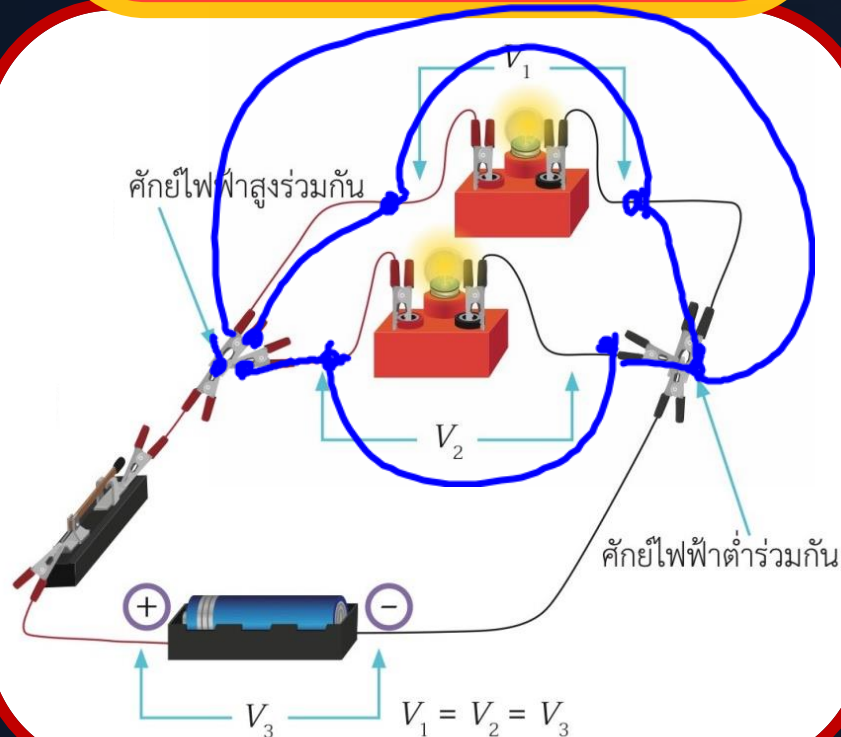 V₁
ศักย์ไฟฟ้าสูงร่วมกัน
V₂
ศักย์ไฟฟ้าต่ำร่วมกัน
+
−
V₃
V₁ = V₂ = V₃